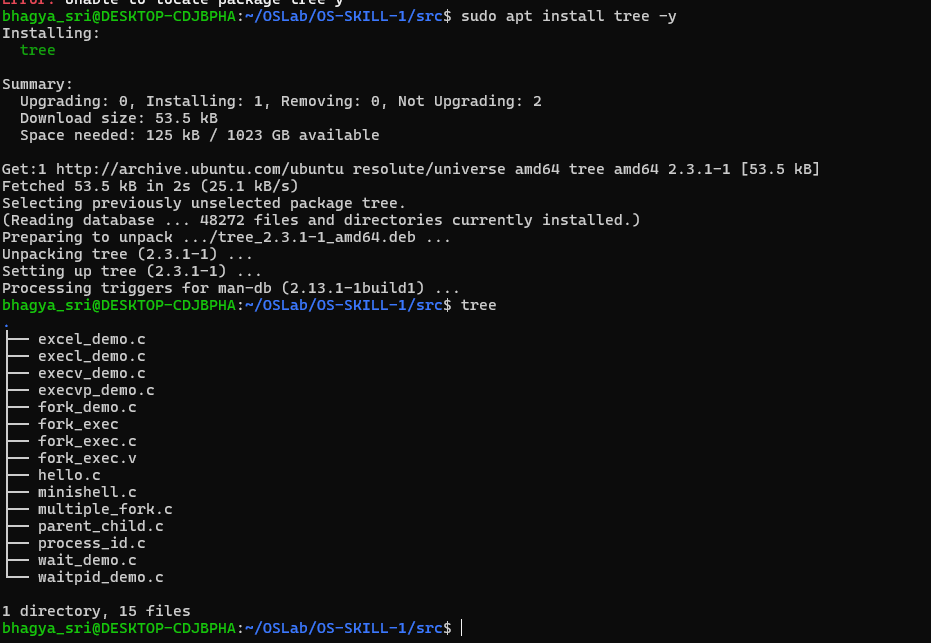 Error: Unable to locate package tree y
bhagya_sri@DESKTOP-CDJBPHA:~/OSLab/OS-SKILL-1/src$ sudo apt install tree -y
Installing:
  tree

Summary:
  Upgrading: 0, Installing: 1, Removing: 0, Not Upgrading: 2
  Download size: 53.5 kB
  Space needed: 125 kB / 1023 GB available

Get:1 http://archive.ubuntu.com/ubuntu resolute/universe amd64 tree amd64 2.3.1-1 [53.5 kB]
Fetched 53.5 kB in 2s (25.1 kB/s)
Selecting previously unselected package tree.
(Reading database ... 48272 files and directories currently installed.)
Preparing to unpack .../tree_2.3.1-1_amd64.deb ...
Unpacking tree (2.3.1-1) ...
Setting up tree (2.3.1-1) ...
Processing triggers for man-db (2.13.1-1build1) ...
bhagya_sri@DESKTOP-CDJBPHA:~/OSLab/OS-SKILL-1/src$ tree
.
├── excel_demo.c
├── execl_demo.c
├── execv_demo.c
├── execvp_demo.c
├── fork_demo.c
├── fork_exec
├── fork_exec.c
├── fork_exec.v
├── hello.c
├── minishell.c
├── multiple_fork.c
├── parent_child.c
├── process_id.c
├── wait_demo.c
└── waitpid_demo.c

1 directory, 15 files
bhagya_sri@DESKTOP-CDJBPHA:~/OSLab/OS-SKILL-1/src$